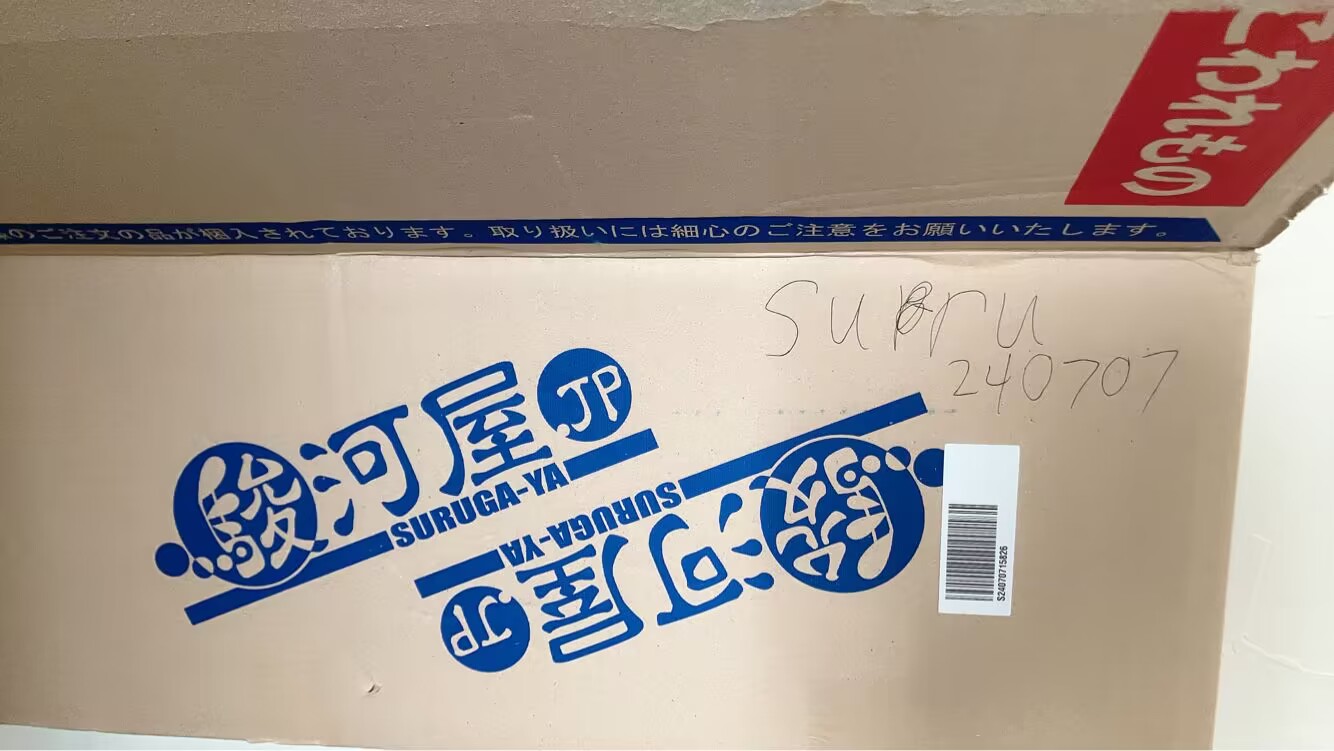 こわれもの
のご注文の品が梱入されております。取り扱いには細心のご注意をお願いいたします。
240707
駿河屋 JP
SURUGA-YA
駿河屋 JP
SURUGA-YA
S24070715826